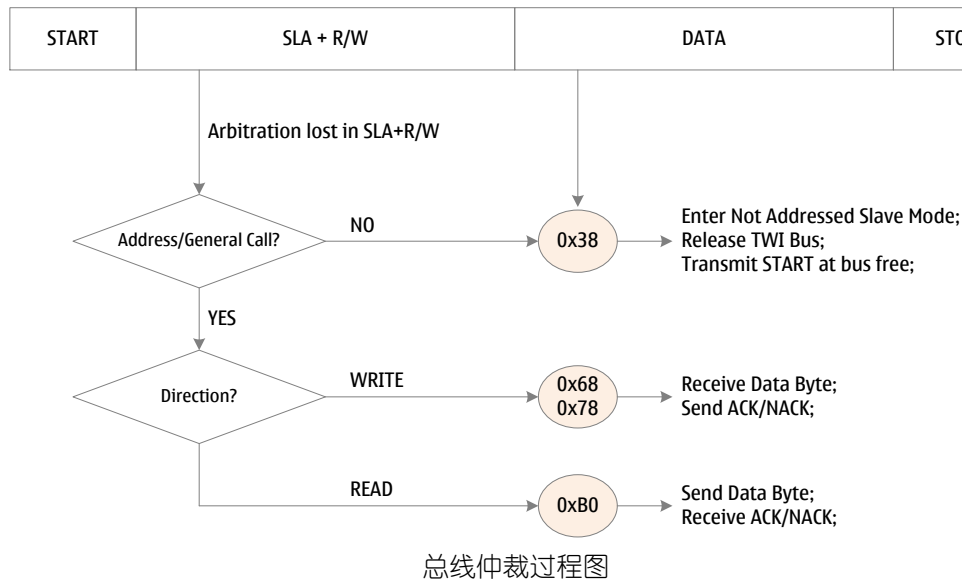 START
SLA + R/W
DATA
STO
Arbitration lost in SLA+R/W
Address/General Call?
NO
0x38
Enter Not Addressed Slave Mode;
Release TWI Bus;
Transmit START at bus free;
YES
Direction?
WRITE
0x68
0x78
Receive Data Byte;
Send ACK/NACK;
READ
0xB0
Send Data Byte;
Receive ACK/NACK;
总线仲裁过程图